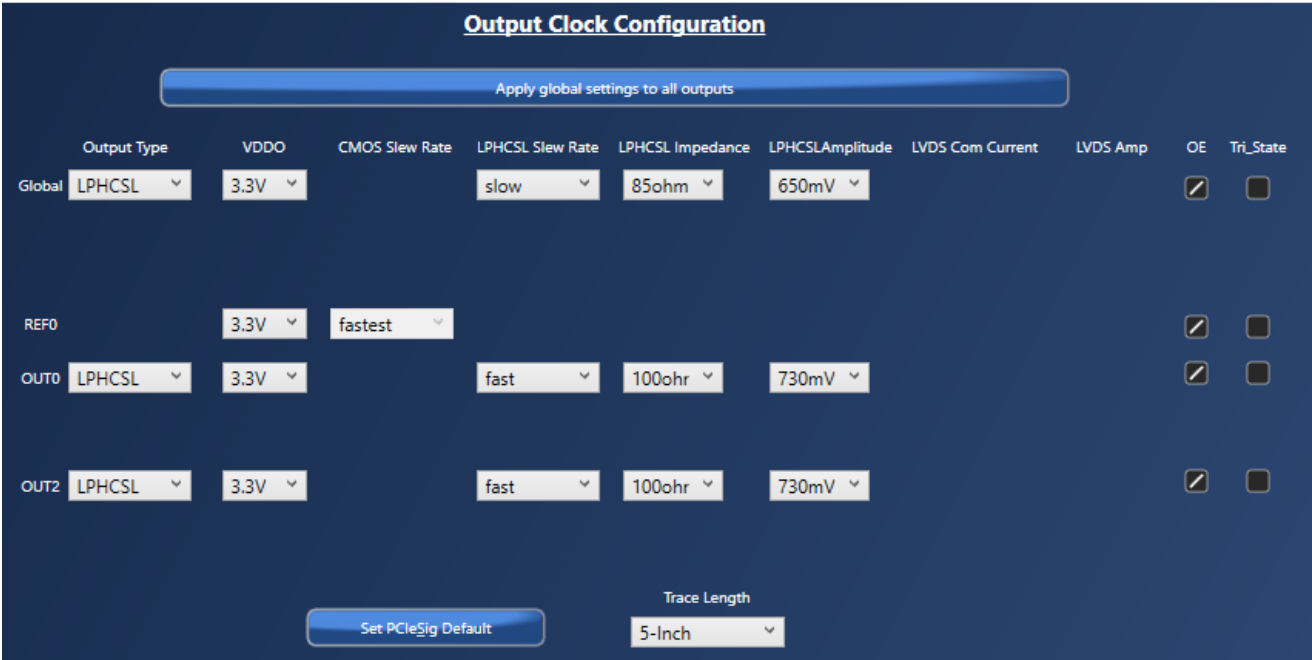 Output Clock Configuration
Apply global settings to all outputs
Output Type VDDO CMOS Slew Rate LPHCSL Slew Rate LPHCSL Impedance LPHCSLAmplitude LVDS Com Current LVDS Amp OE Tri_State
Global LPHCSL 3.3V slow 85ohm 650mV
REF0 3.3V fastest
OUT0 LPHCSL 3.3V fast 100ohr 730mV
OUT2 LPHCSL 3.3V fast 100ohr 730mV
Trace Length
Set PCIeSig Default 5-Inch